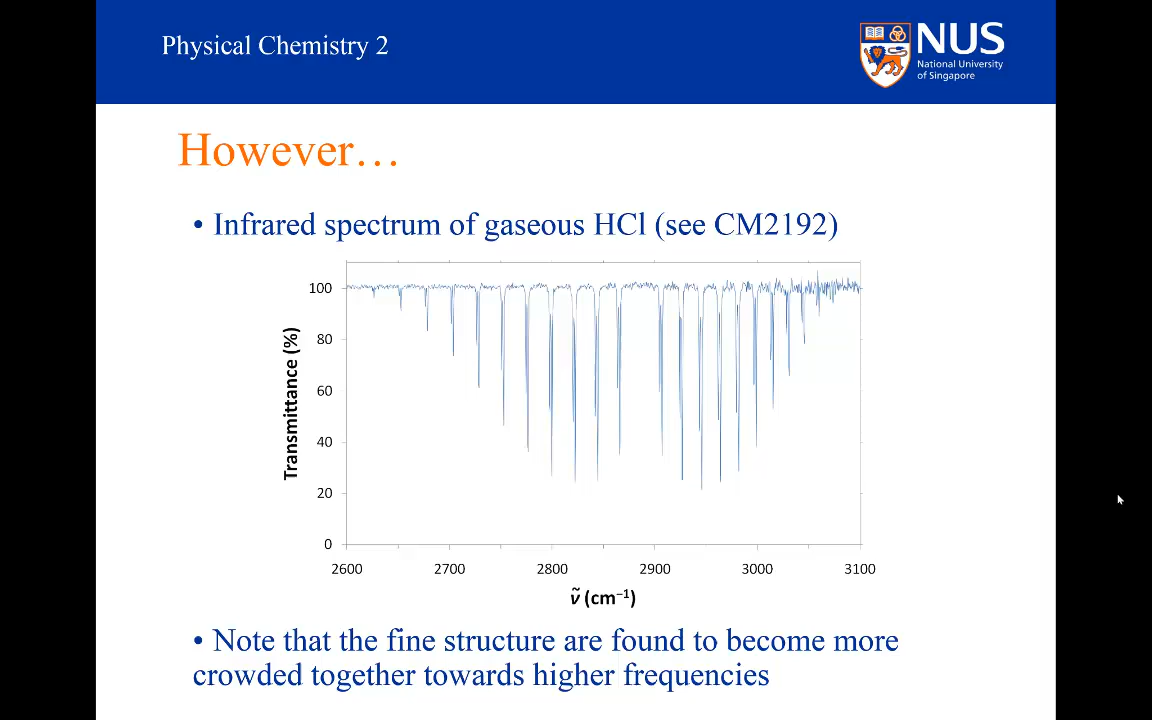 Physical Chemistry 2
NUS
National University
of Singapore
However…
• Infrared spectrum of gaseous HCl (see CM2192)
Transmittance (%)
100
80
60
40
20
0
2600 2700 2800 2900 3000 3100
ν̃ (cm⁻¹)
• Note that the fine structure are found to become more
crowded together towards higher frequencies